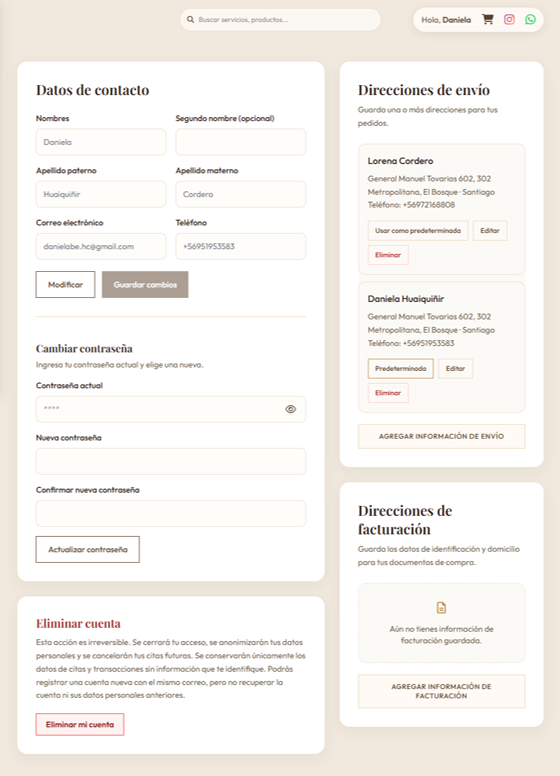 Buscar servicios, productos...
Hola, Daniela
Datos de contacto
Nombres
Segundo nombre (opcional)
Daniela
Apellido paterno
Apellido materno
Huaiquiñir
Cordero
Correo electrónico
Teléfono
danielabe.hc@gmail.com
+56951953583
Modificar
Guardar cambios
Cambiar contraseña
Ingresa tu contraseña actual y elige una nueva.
Contraseña actual
****
Nueva contraseña
Confirmar nueva contraseña
Actualizar contraseña
Eliminar cuenta
Esta acción es irreversible. Se cerrará tu acceso, se anonimizarán tus datos
personales y se cancelarán tus citas futuras. Se conservarán únicamente los
datos de citas y transacciones sin información que te identifique. Podrás
registrar una cuenta nueva con el mismo correo, pero no recuperar la
cuenta ni sus datos personales anteriores.
Eliminar mi cuenta
Direcciones de envío
Guarda una o más direcciones para tus
pedidos.
Lorena Cordero
General Manuel Tovarias 602, 302
Metropolitana, El Bosque · Santiago
Teléfono: +56972168808
Usar como predeterminada
Editar
Eliminar
Daniela Huaiquiñir
General Manuel Tovarias 602, 302
Metropolitana, El Bosque · Santiago
Teléfono: +56951953583
Predeterminada
Editar
Eliminar
AGREGAR INFORMACIÓN DE ENVÍO
Direcciones de
facturación
Guarda los datos de identificación y domicilio
para tus documentos de compra.
Aún no tienes información de
facturación guardada.
AGREGAR INFORMACIÓN DE
FACTURACIÓN